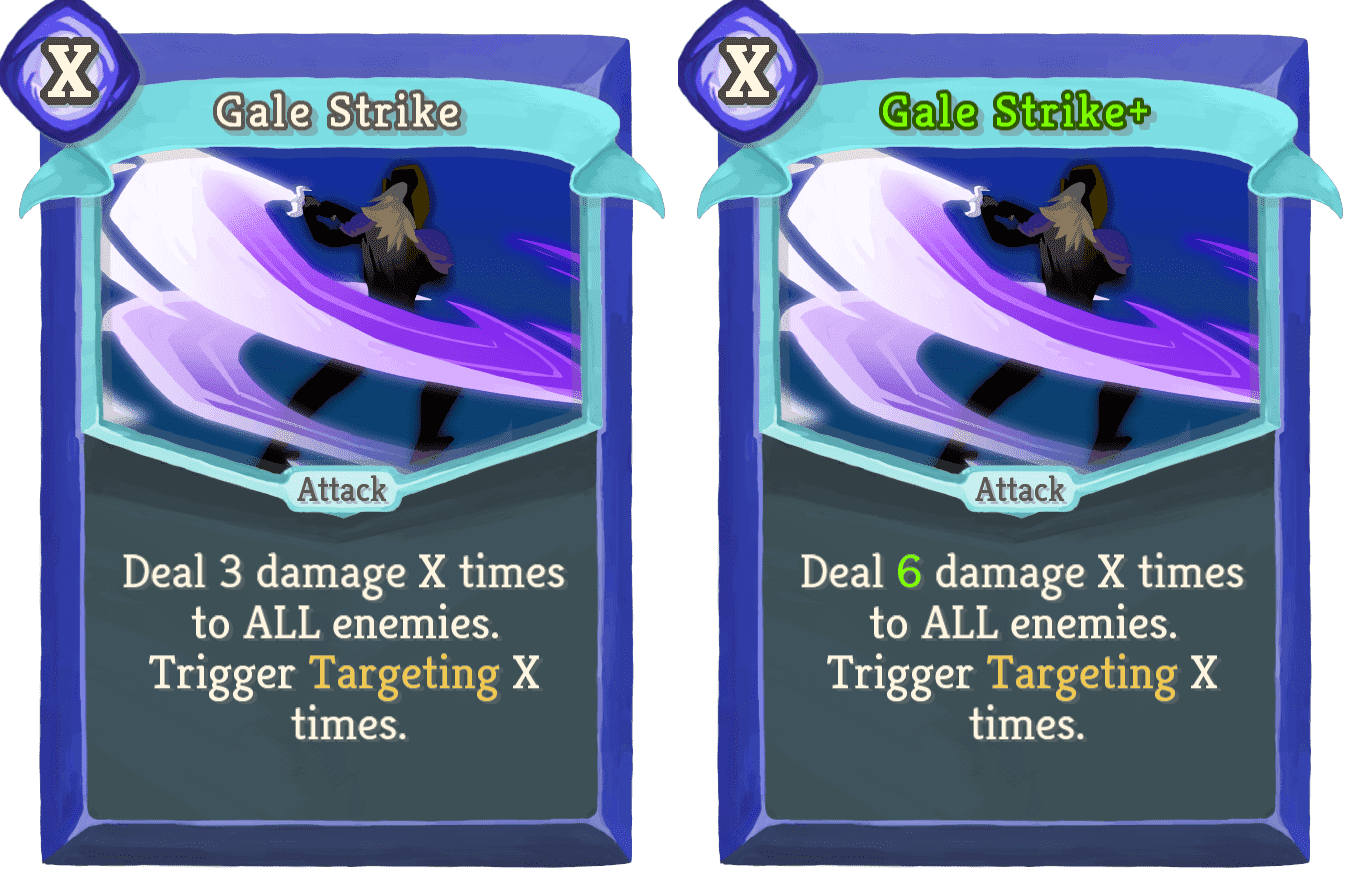 X
Gale Strike
Attack
Deal 3 damage X times
to ALL enemies.
Trigger Targeting X
times.
X
Gale Strike+
Attack
Deal 6 damage X times
to ALL enemies.
Trigger Targeting X
times.